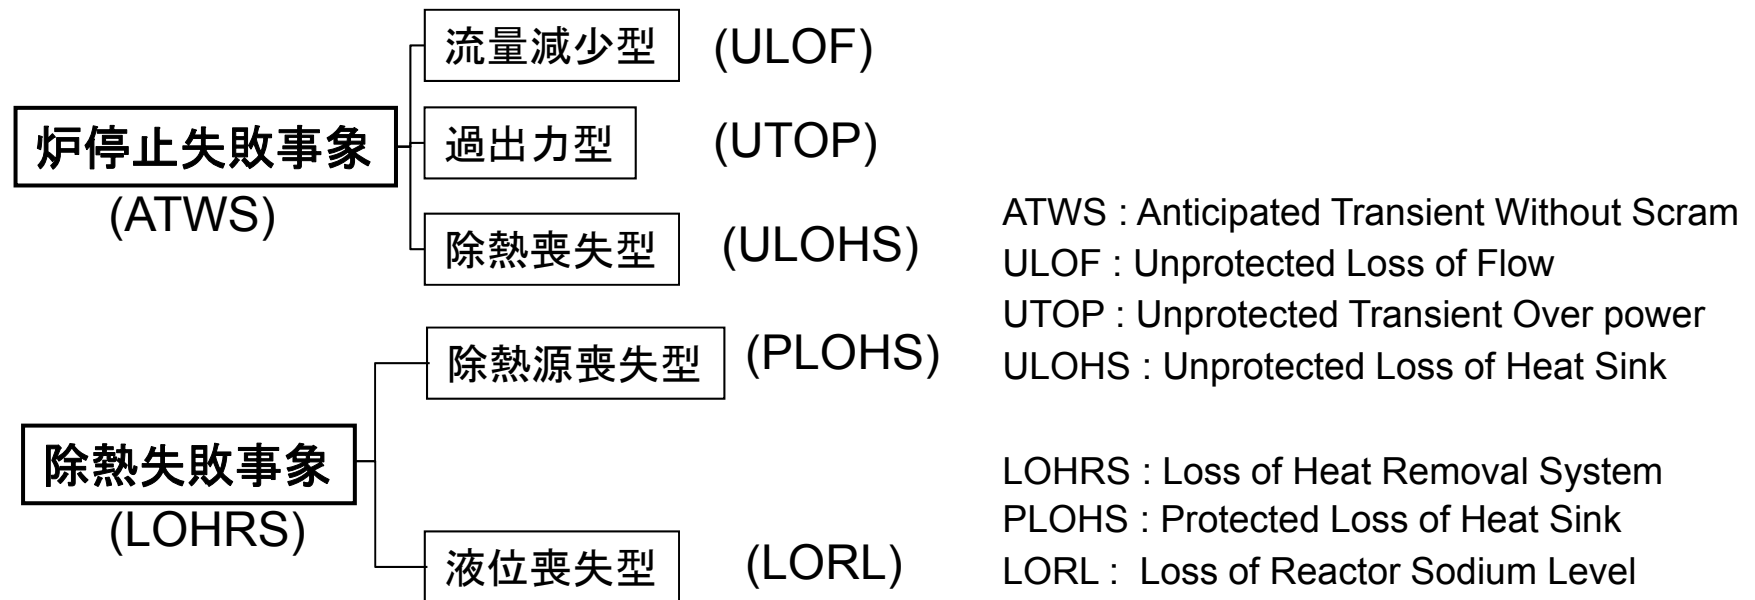 流量減少型 (ULOF)
炉停止失敗事象
過出力型 (UTOP)
(ATWS)
除熱喪失型 (ULOHS)
除熱源喪失型 (PLOHS)
除熱失敗事象
(LOHRS)
液位喪失型 (LORL)
ATWS : Anticipated Transient Without Scram
ULOF : Unprotected Loss of Flow
UTOP : Unprotected Transient Over power
ULOHS : Unprotected Loss of Heat Sink
LOHRS : Loss of Heat Removal System
PLOHS : Protected Loss of Heat Sink
LORL : Loss of Reactor Sodium Level